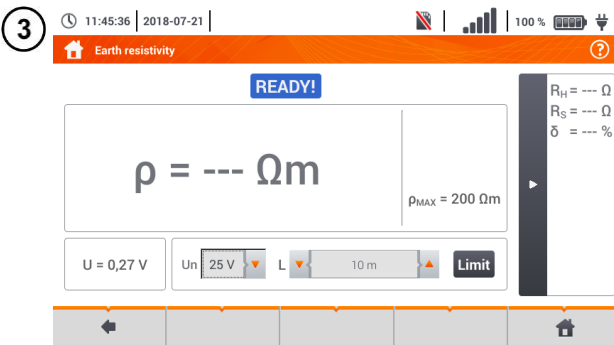 3
11:45:36 2018-07-21 100 %
Earth resistivity ?
READY!
ρ = --- Ωm
ρMAX = 200 Ωm
RH = --- Ω
RS = --- Ω
δ = --- %
U = 0,27 V
Un 25 V L 10 m Limit